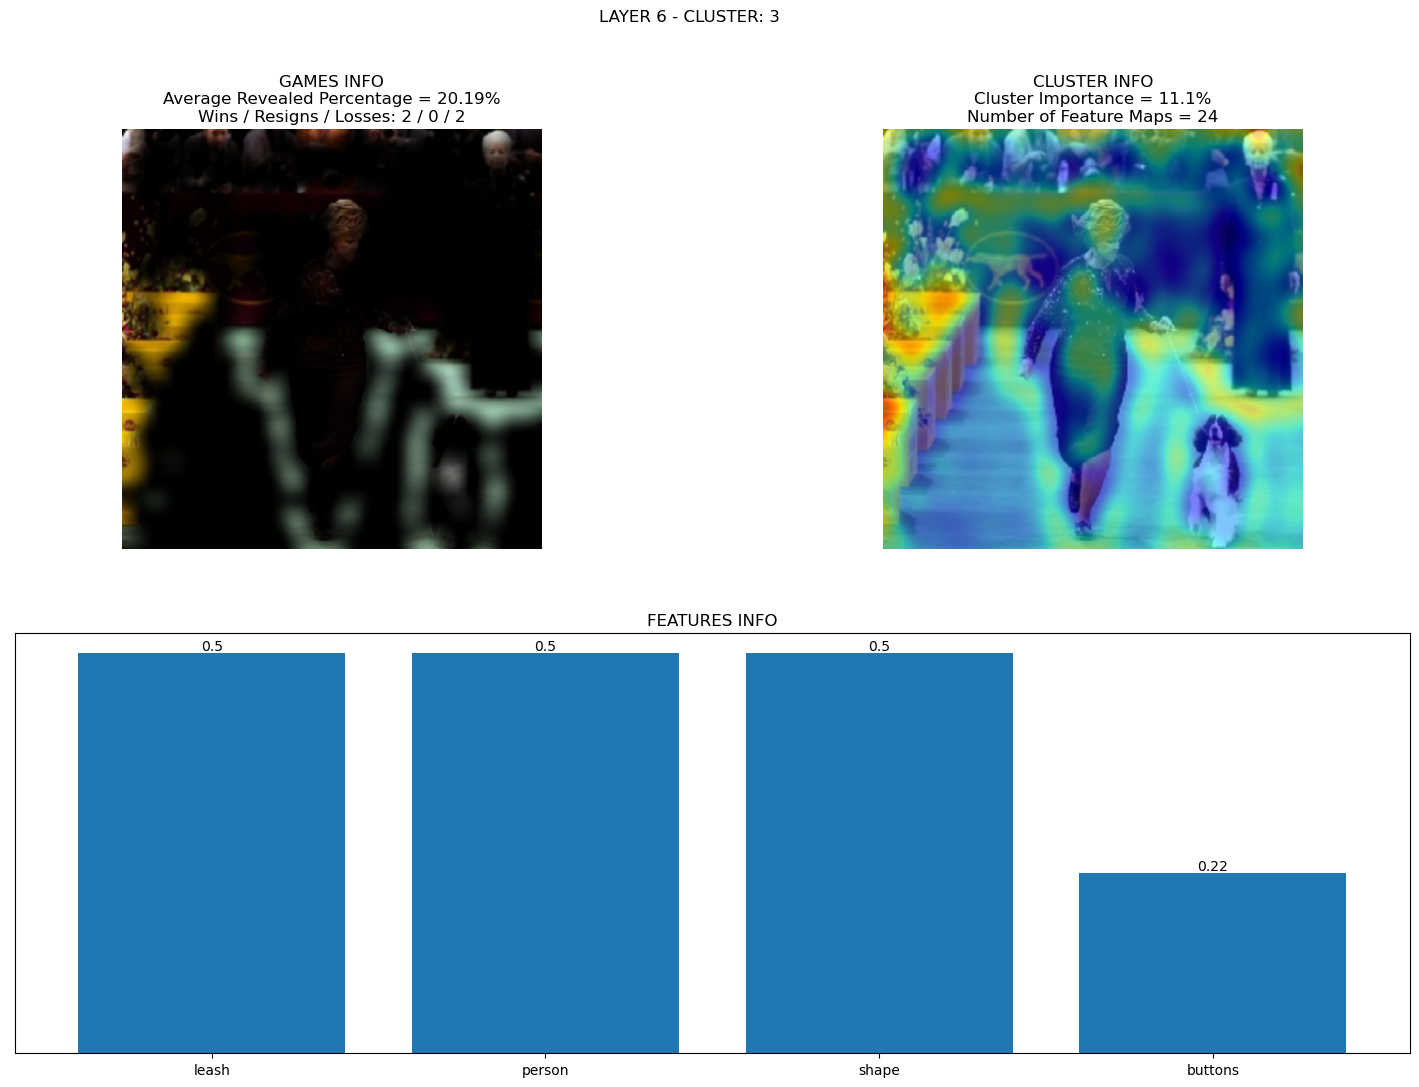 LAYER 6 - CLUSTER: 3
GAMES INFO
Average Revealed Percentage = 20.19%
Wins / Resigns / Losses: 2 / 0 / 2
CLUSTER INFO
Cluster Importance = 11.1%
Number of Feature Maps = 24
FEATURES INFO
0.5
0.5
0.5
0.22
leash
person
shape
buttons